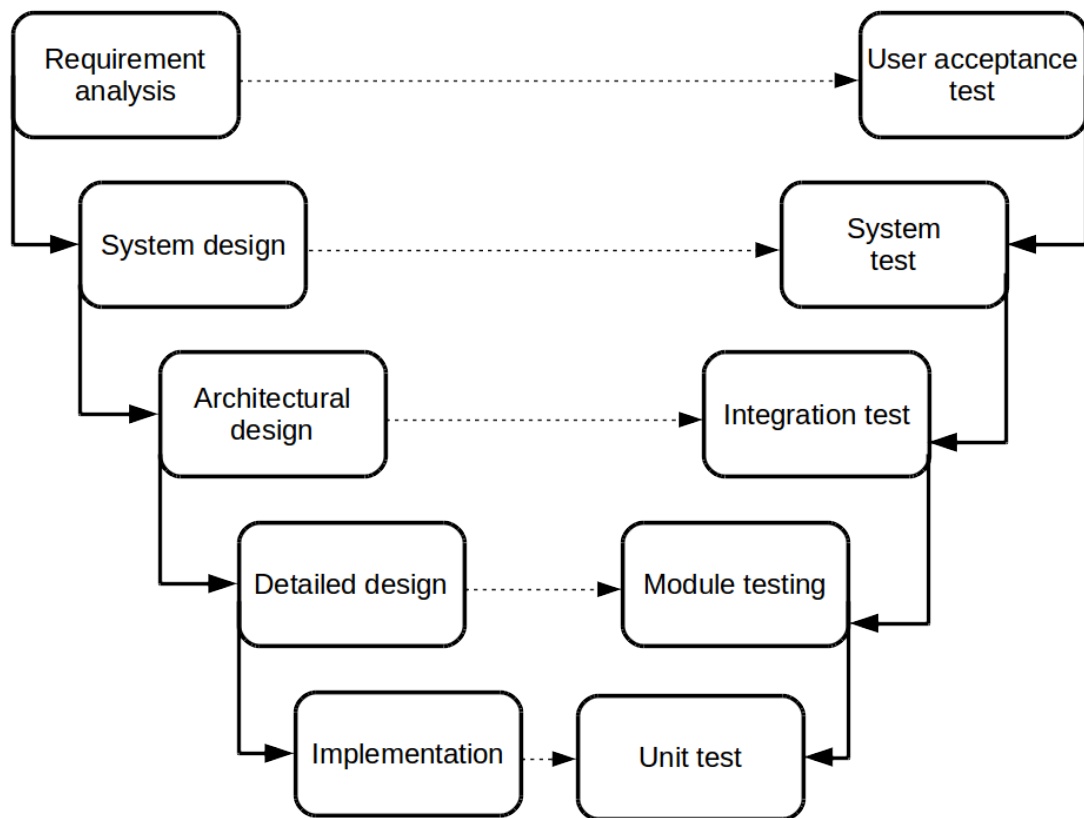 Requirement
analysis
User acceptance
test
System design
System
test
Architectural
design
Integration test
Detailed design
Module testing
Implementation
Unit test